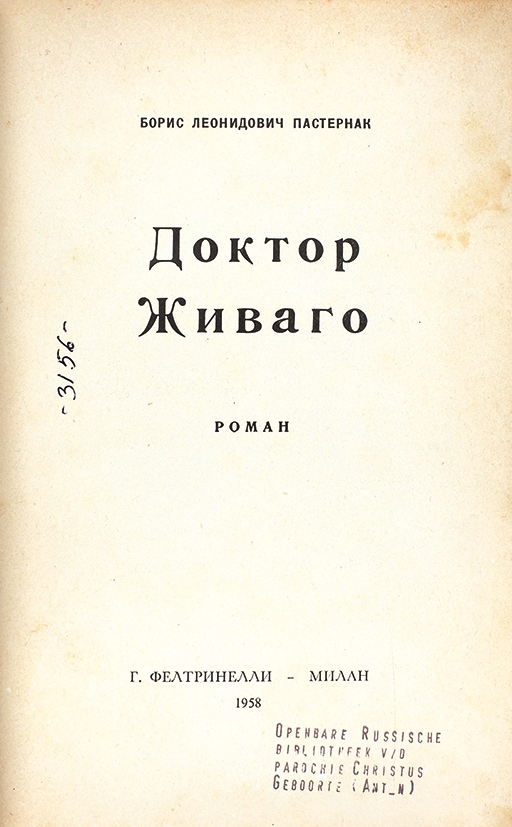 БОРИС ЛЕОНИДОВИЧ ПАСТЕРНАК
Доктор
Живаго
-3156-
РОМАН
Г. ФЕЛТРИНЕЛЛИ – МИЛАН
1958
OPENBARE RUSSISCHE
BIBLIOTHEEK V/D
PAROCHIE CHRISTUS
GEBOORTE